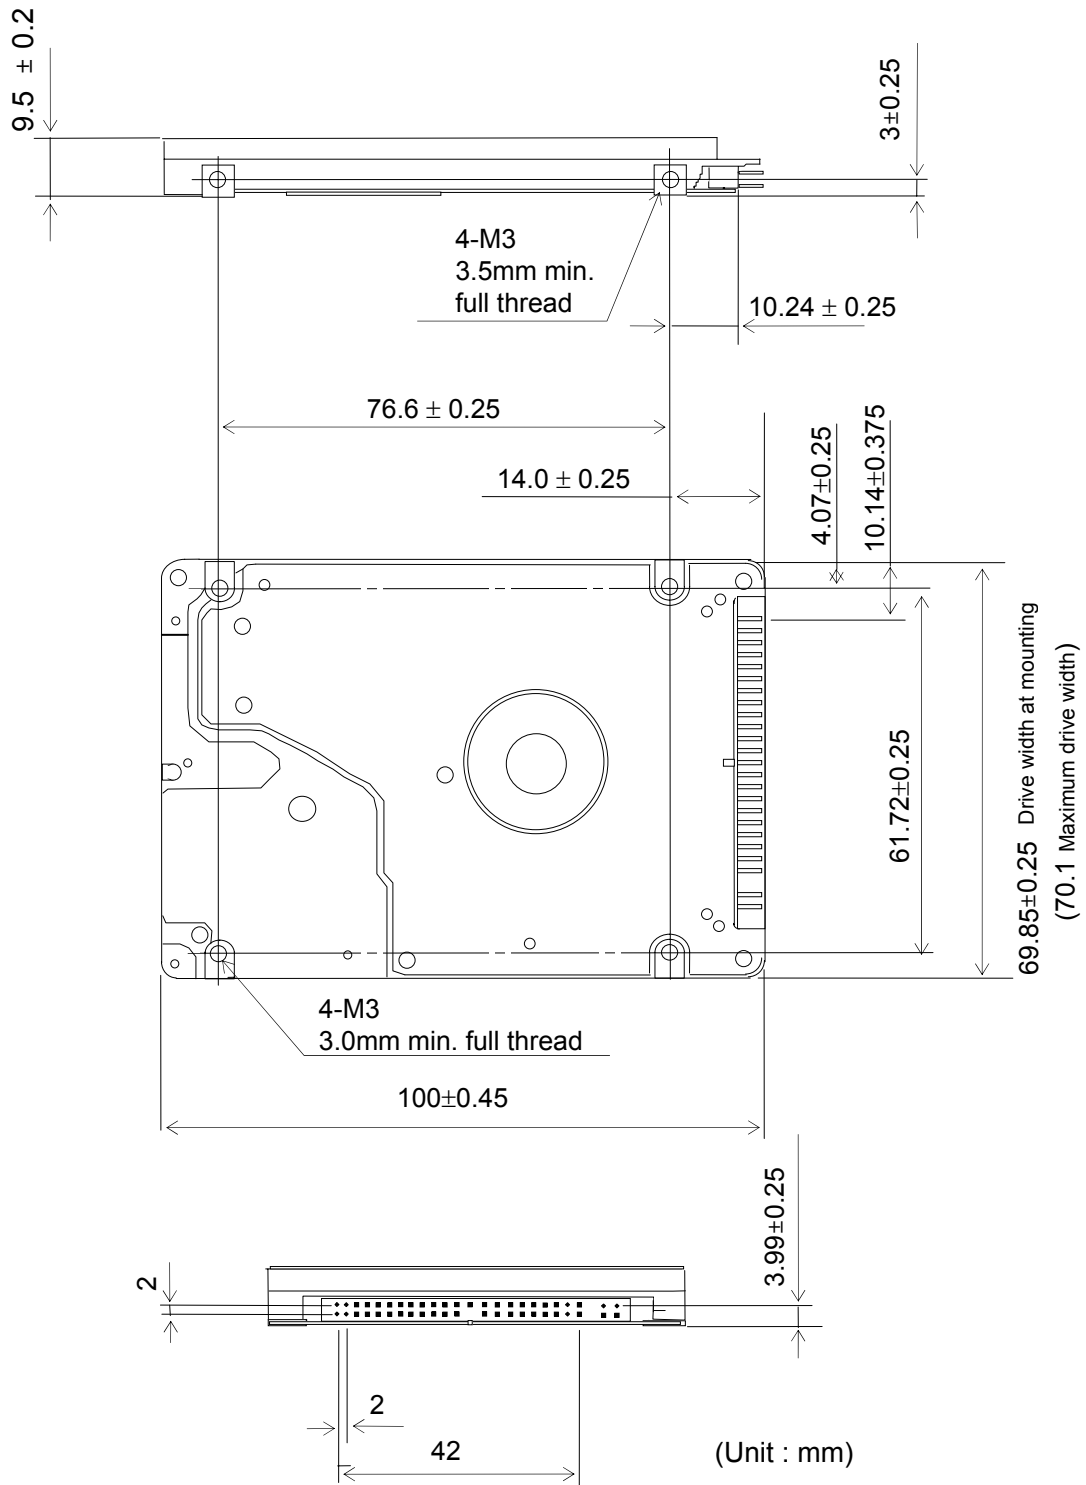 9.5 ± 0.2
3±0.25
4-M3
3.5mm min.
full thread
10.24 ± 0.25
76.6 ± 0.25
14.0 ± 0.25
4.07±0.25
10.14±0.375
61.72±0.25
69.85±0.25 Drive width at mounting
(70.1 Maximum drive width)
4-M3
3.0mm min. full thread
100±0.45
3.99±0.25
2
2
42
(Unit : mm)